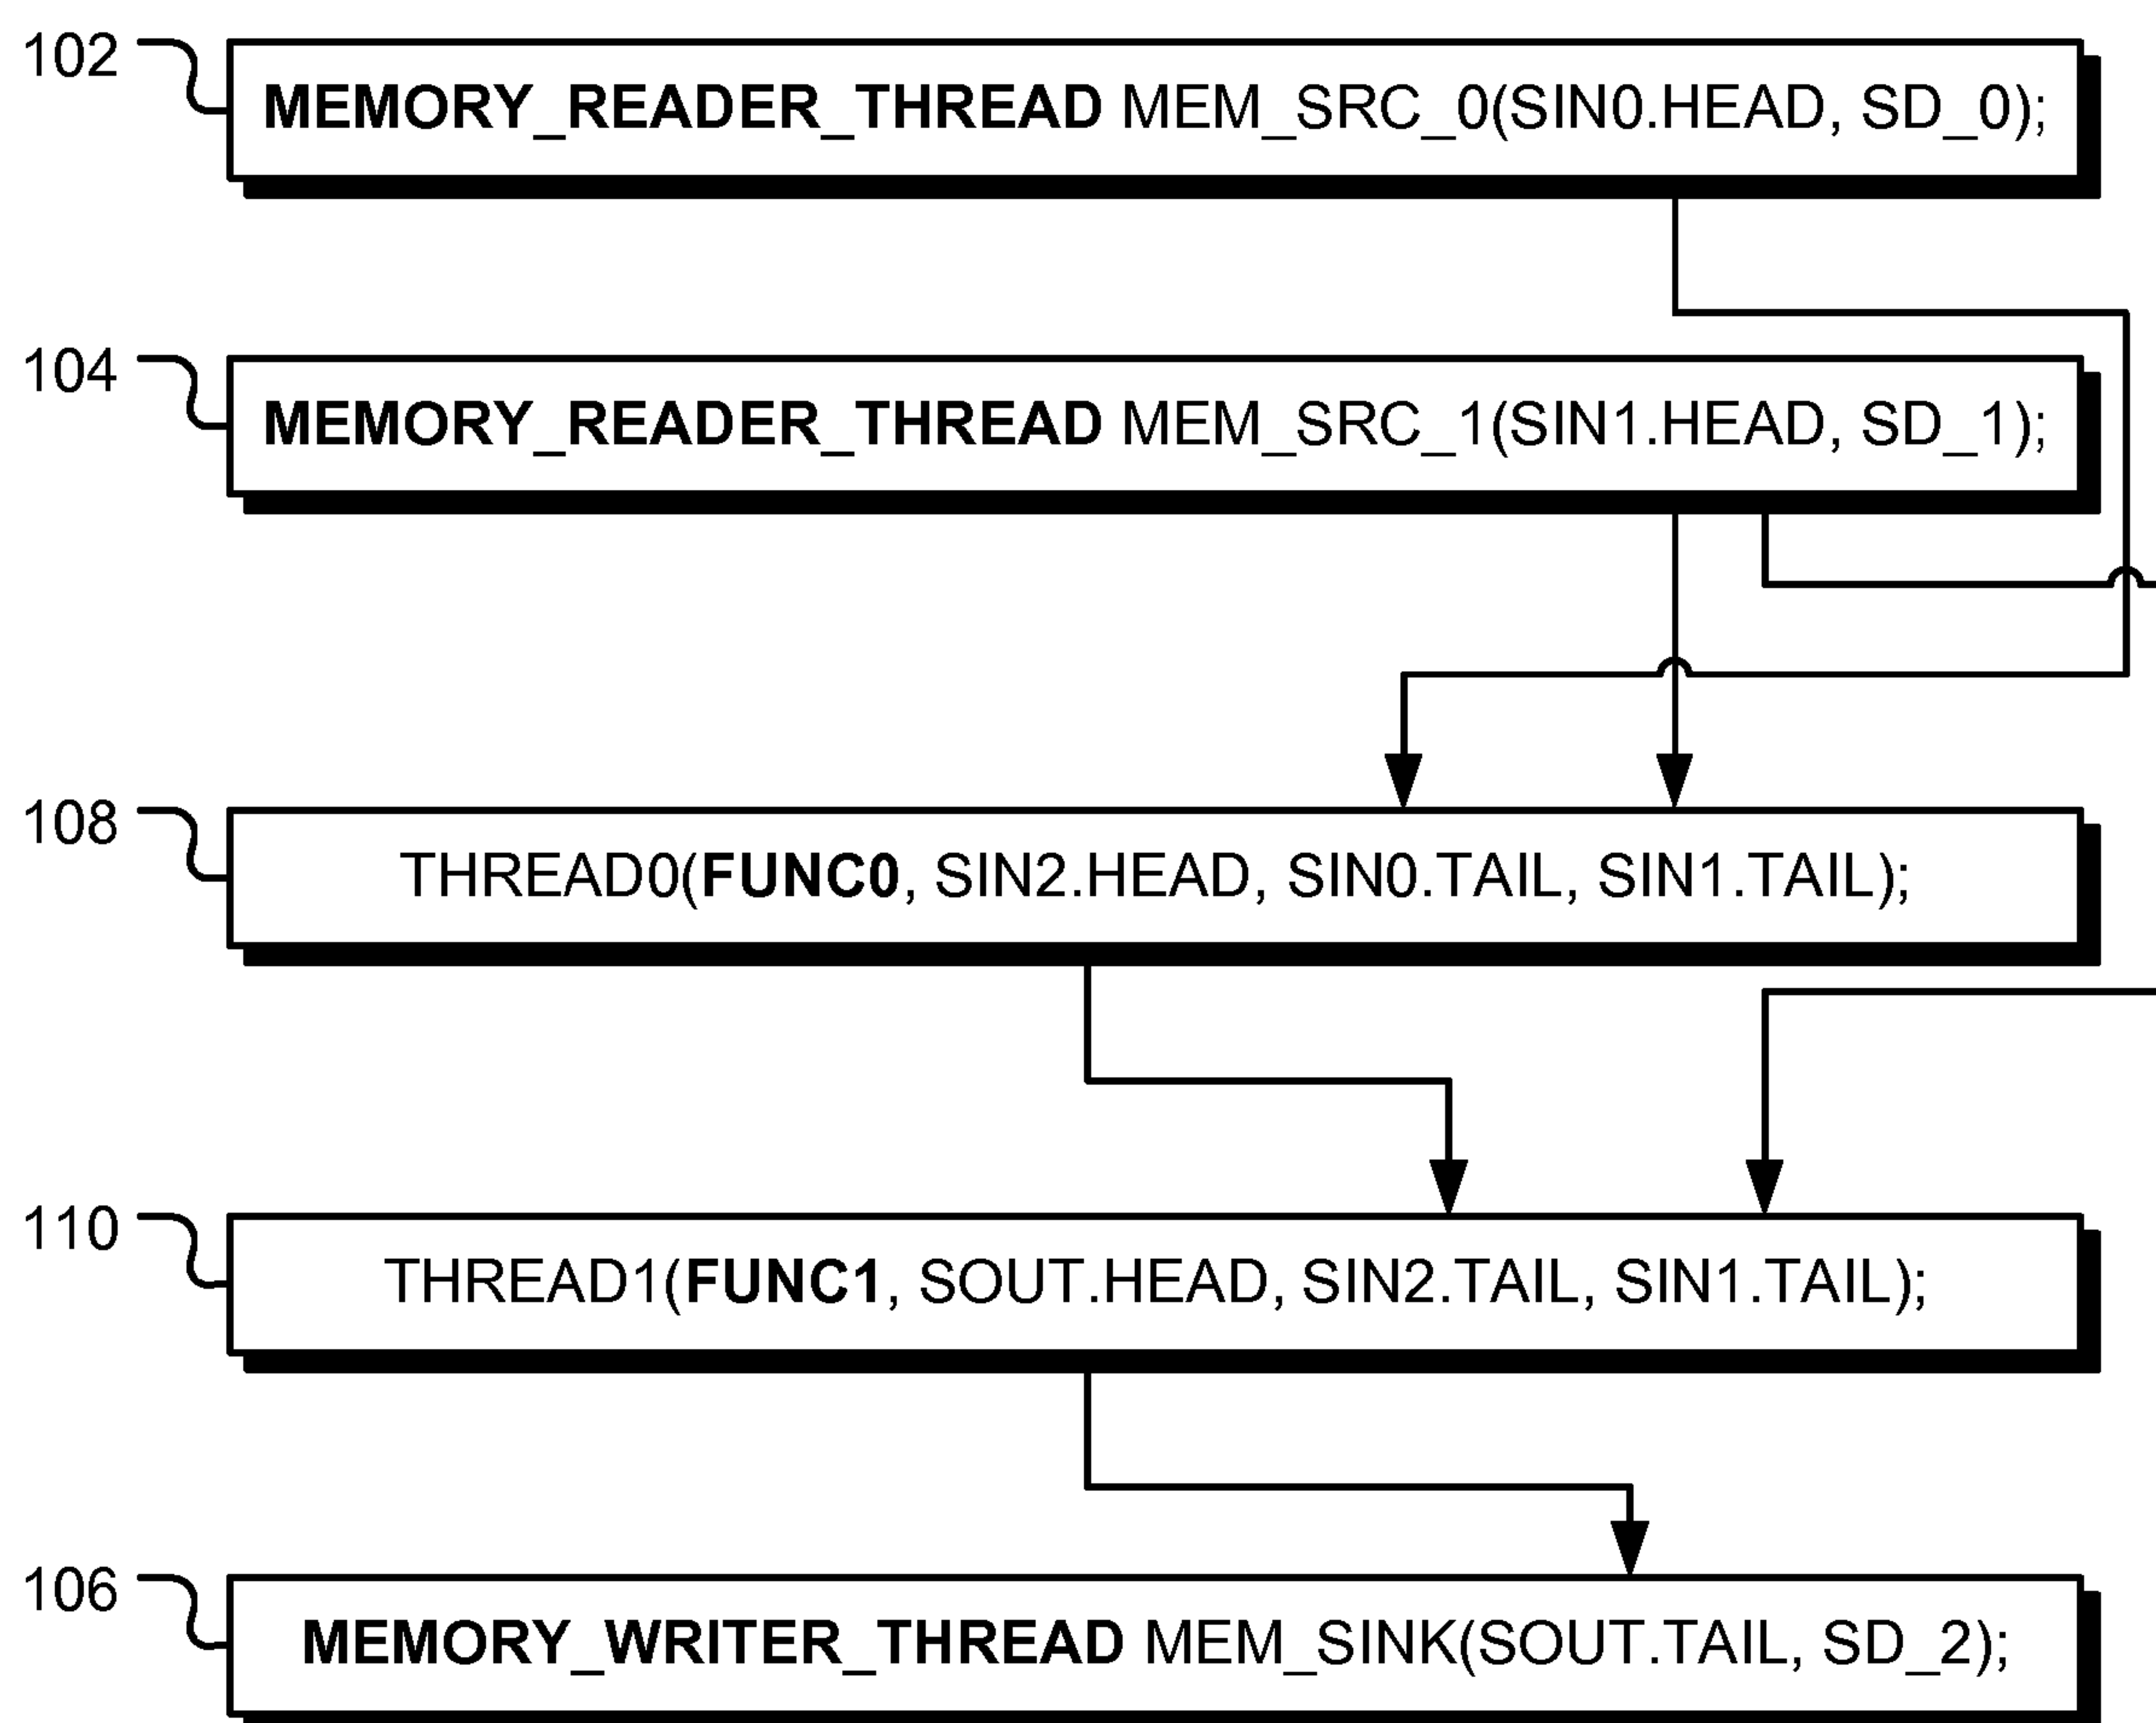 102
MEMORY_READER_THREAD MEM_SRC_0(SIN0.HEAD, SD_0);
104
MEMORY_READER_THREAD MEM_SRC_1(SIN1.HEAD, SD_1);
108
THREAD0(FUNC0, SIN2.HEAD, SIN0.TAIL, SIN1.TAIL);
110
THREAD1(FUNC1, SOUT.HEAD, SIN2.TAIL, SIN1.TAIL);
106
MEMORY_WRITER_THREAD MEM_SINK(SOUT.TAIL, SD_2);